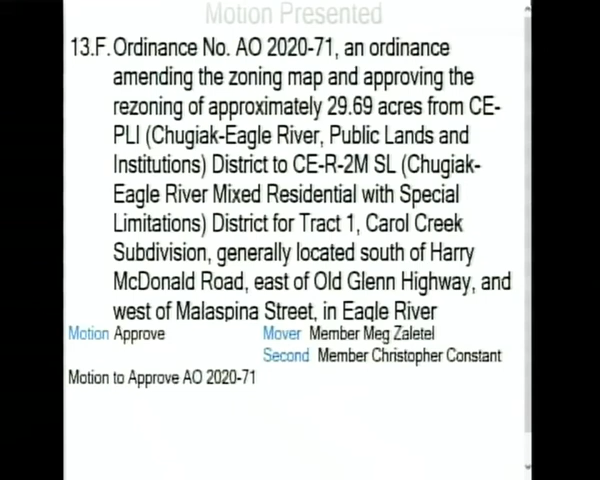 Motion Presented
13.F. Ordinance No. AO 2020-71, an ordinance
amending the zoning map and approving the
rezoning of approximately 29.69 acres from CE-
PLI (Chugiak-Eagle River, Public Lands and
Institutions) District to CE-R-2M SL (Chugiak-
Eagle River Mixed Residential with Special
Limitations) District for Tract 1, Carol Creek
Subdivision, generally located south of Harry
McDonald Road, east of Old Glenn Highway, and
west of Malaspina Street, in Eagle River
Motion Approve Mover Member Meg Zaletel
Second Member Christopher Constant
Motion to Approve AO 2020-71